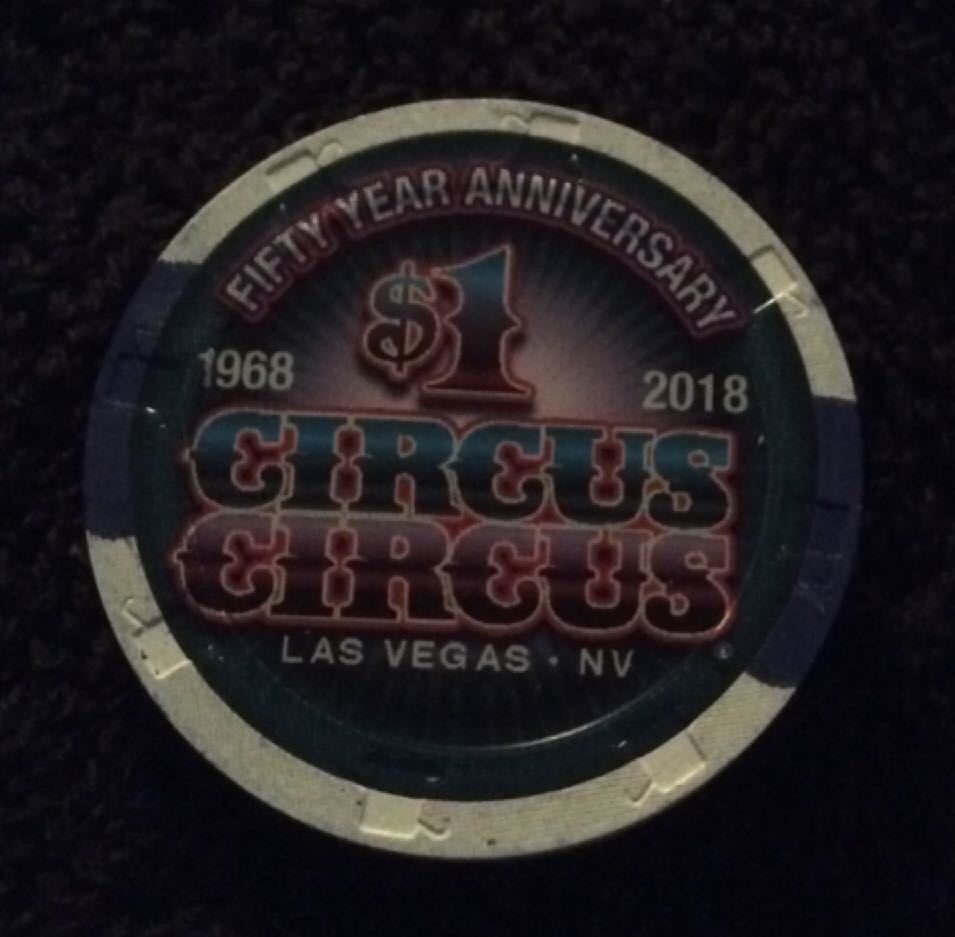 FIFTY YEAR ANNIVERSARY
$1
1968 2018
CIRCUS
CIRCUS
LAS VEGAS • NV